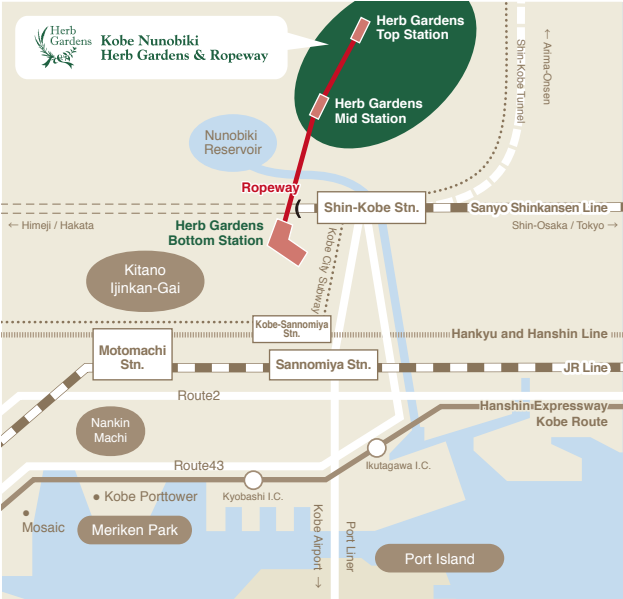 Herb
Gardens
Kobe Nunobiki
Herb Gardens & Ropeway
Herb Gardens
Top Station
Herb Gardens
Mid Station
Shin-Kobe Tunnel
← Arima-Onsen
Nunobiki
Reservoir
Ropeway
Shin-Kobe Stn.
Sanyo Shinkansen Line
← Himeji / Hakata
Shin-Osaka / Tokyo →
Herb Gardens
Bottom Station
Kobe City Subway
Kitano
Ijinkan-Gai
Kobe-Sannomiya
Stn.
Hankyu and Hanshin Line
Motomachi
Stn.
Sannomiya Stn.
JR Line
Route2
Hanshin Expressway
Kobe Route
Nankin
Machi
Route43
Ikutagawa I.C.
Kyobashi I.C.
Kobe Porttower
Mosaic
Meriken Park
Kobe Airport →
Port Liner
Port Island